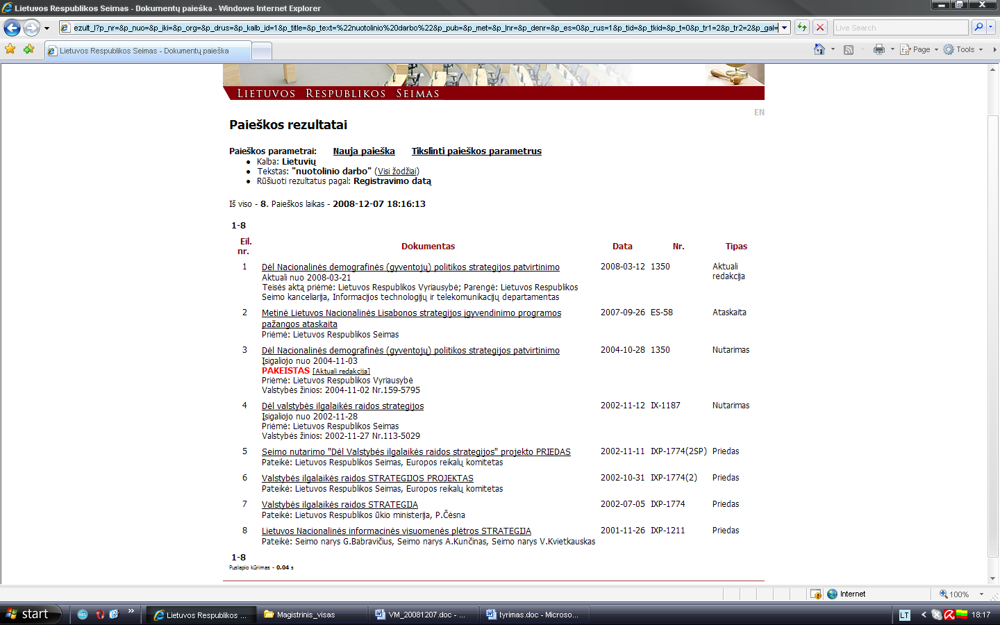 Lietuvos Respublikos Seimas - Dokumentų paieška - Windows Internet Explorer
ezult_l?p_nr=&p_nuo=&p_iki=&p_org=&p_drus=&p_kalb_id=1&p_title=&p_text=%22nuotolinio%20darbo%22&p_pub=&p_met=&p_lnr=&p_denr=&p_es=0&p_rus=1&p_tid=&p_tkid=&p_t=0&p_tr1=2&p_tr2=2&p_gal=
Live Search
Lietuvos Respublikos Seimas - Dokumentų paieška
Page
Tools
LIETUVOS RESPUBLIKOS SEIMAS
EN
Paieškos rezultatai
Paieškos parametrai: Nauja paieška Tikslinti paieškos parametrus
• Kalba: Lietuvių
• Tekstas: "nuotolinio darbo" (Visi žodžiai)
• Rūšiuoti rezultatus pagal: Registravimo datą
Iš viso - 8. Paieškos laikas - 2008-12-07 18:16:13
1-8
Eil. nr. Dokumentas Data Nr. Tipas
1 Dėl Nacionalinės demografinės (gyventojų) politikos strategijos patvirtinimo 2008-03-12 1350 Aktuali redakcija
Aktuali nuo 2008-03-21
Teisės aktą priėmė: Lietuvos Respublikos Vyriausybė; Parengė: Lietuvos Respublikos
Seimo kanceliarija, Informacijos technologijų ir telekomunikacijų departamentas
2 Metinė Lietuvos Nacionalinės Lisabonos strategijos įgyvendinimo programos 2007-09-26 ES-58 Ataskaita
pažangos ataskaita
Priėmė: Lietuvos Respublikos Seimas
3 Dėl Nacionalinės demografinės (gyventojų) politikos strategijos patvirtinimo 2004-10-28 1350 Nutarimas
Įsigaliojo nuo 2004-11-03
PAKEISTAS [Aktuali redakcija]
Priėmė: Lietuvos Respublikos Vyriausybė
Valstybės žinios: 2004-11-02 Nr.159-5795
4 Dėl valstybės ilgalaikės raidos strategijos 2002-11-12 IX-1187 Nutarimas
Įsigaliojo nuo 2002-11-28
Priėmė: Lietuvos Respublikos Seimas
Valstybės žinios: 2002-11-27 Nr.113-5029
5 Seimo nutarimo "Dėl Valstybės ilgalaikės raidos strategijos" projekto PRIEDAS 2002-11-11 IXP-1774(2SP) Priedas
Pateikė: Lietuvos Respublikos Seimas, Europos reikalų komitetas
6 Valstybės ilgalaikės raidos STRATEGIJOS PROJEKTAS 2002-10-31 IXP-1774(2) Priedas
Pateikė: Lietuvos Respublikos Seimas, Europos reikalų komitetas
7 Valstybės ilgalaikės raidos STRATEGIJA 2002-07-05 IXP-1774 Priedas
Pateikė: Lietuvos Respublikos ūkio ministerija, P.Čėsna
8 Lietuvos Nacionalinės informacinės visuomenės plėtros STRATEGIJA 2001-11-26 IXP-1211 Priedas
Pateikė: Seimo narys G.Babravičius, Seimo narys A.Kunčinas, Seimo narys V.Kvietkauskas
1-8
Puslapio kūrimas - 0.04 s
Internet
100%
start
Lietuvos Respublikos ...
Magistrinis_visas
VM_20081207.doc - ...
tyrimas.doc - Microso...
LT
18:17